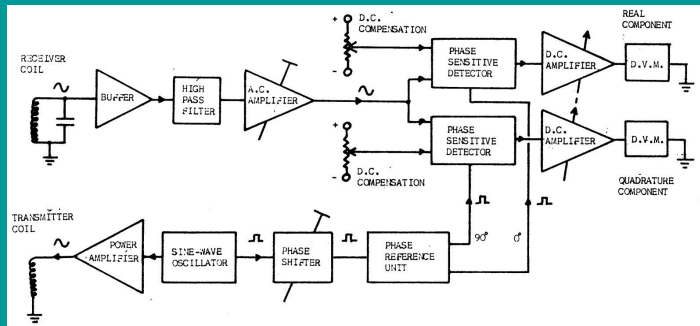 RECEIVER
COIL
BUFFER
HIGH
PASS
FILTER
A.C.
AMPLIFIER
+
D.C.
COMPENSATION
-
PHASE
SENSITIVE
DETECTOR
D.C.
AMPLIFIER
REAL
COMPONENT
D.V.M.
+
-
D.C.
COMPENSATION
PHASE
SENSITIVE
DETECTOR
D.C.
AMPLIFIER
D.V.M.
QUADRATURE
COMPONENT
TRANSMITTER
COIL
POWER
AMPLIFIER
SINE-WAVE
OSCILLATOR
PHASE
SHIFTER
PHASE
REFERENCE
UNIT
90°
0°